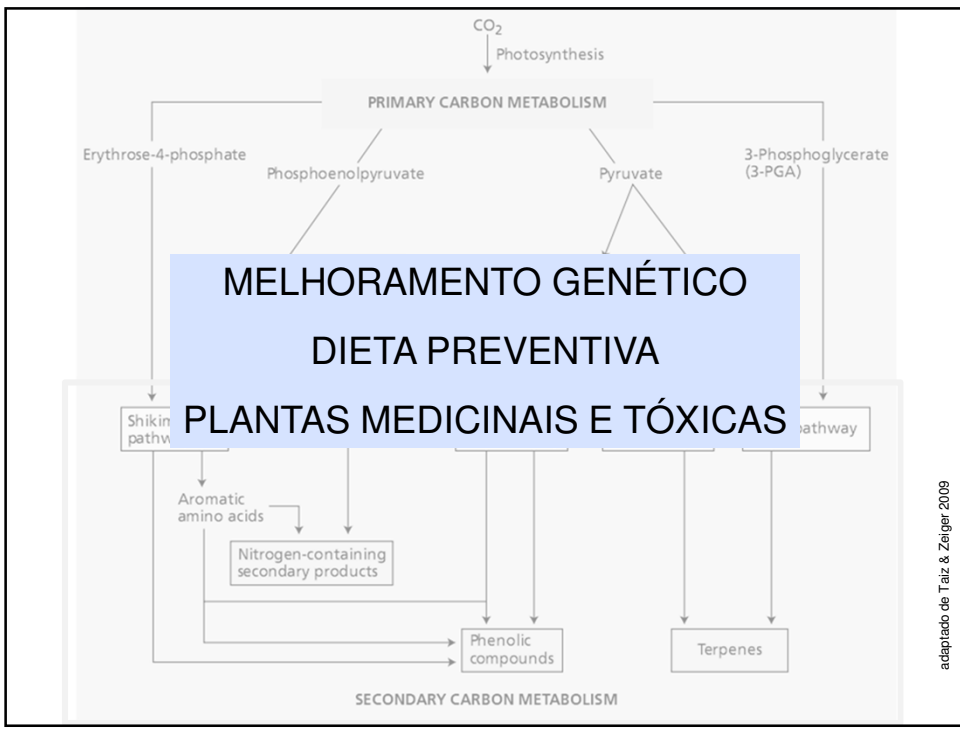 CO2
Photosynthesis
PRIMARY CARBON METABOLISM
Erythrose-4-phosphate
Phosphoenolpyruvate
Pyruvate
3-Phosphoglycerate
(3-PGA)
MELHORAMENTO GENÉTICO
DIETA PREVENTIVA
PLANTAS MEDICINAIS E TÓXICAS
pathway
Aromatic
amino acids
Nitrogen-containing
secondary products
Phenolic
compounds
Terpenes
SECONDARY CARBON METABOLISM
adaptado de Taiz & Zeiger 2009